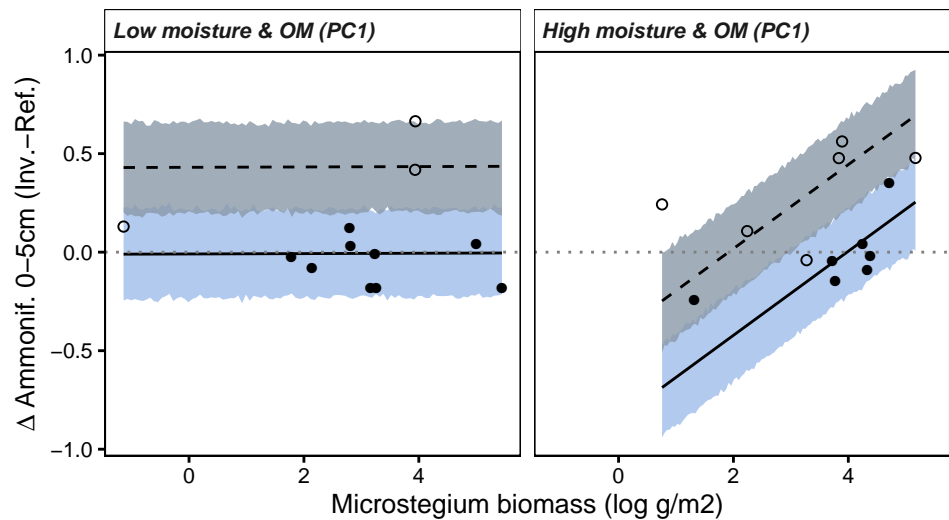 Low moisture & OM (PC1)
High moisture & OM (PC1)
Δ Ammonif. 0−5cm (Inv.−Ref.)
1.0
0.5
0.0
−0.5
−1.0
0 2 4
0 2 4
Microstegium biomass (log g/m2)